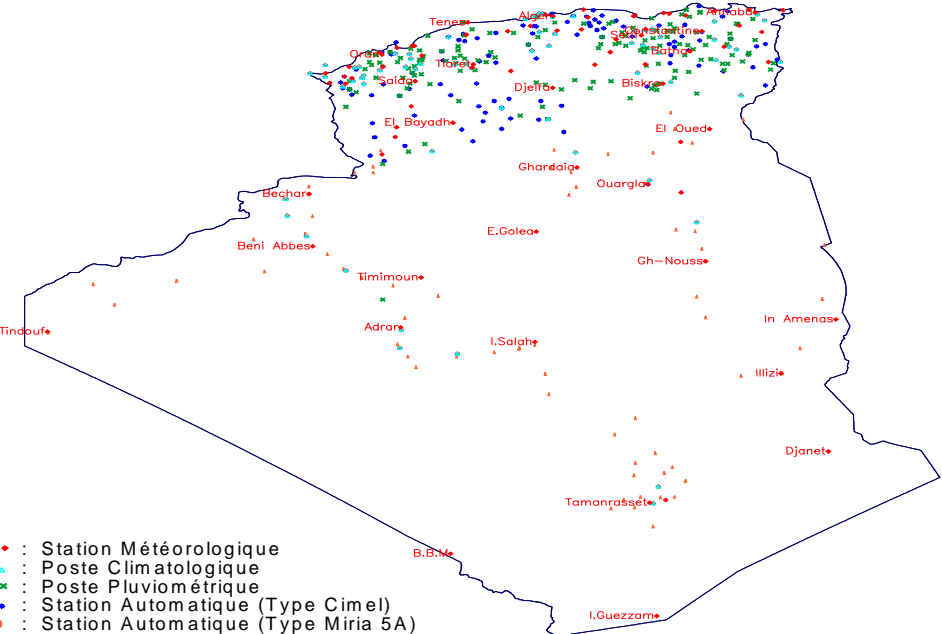 Alger
Annaba
Tenes
Constantine
Setif
Oran
Batna
Tiaret
Saida
Djelfa
Biskra
El Bayadh
El Oued
Ghardaia
Ouargla
Bechar
E.Golea
Beni Abbes
Gh-Nouss
Timimoun
In Amenas
Tindouf
Adrar
I.Salah
Illizi
Djanet
Tamanrasset
B.B.M
I.Guezzam
: Station Météorologique
: Poste Climatologique
: Poste Pluviométrique
: Station Automatique (Type Cimel)
: Station Automatique (Type Miria 5A)